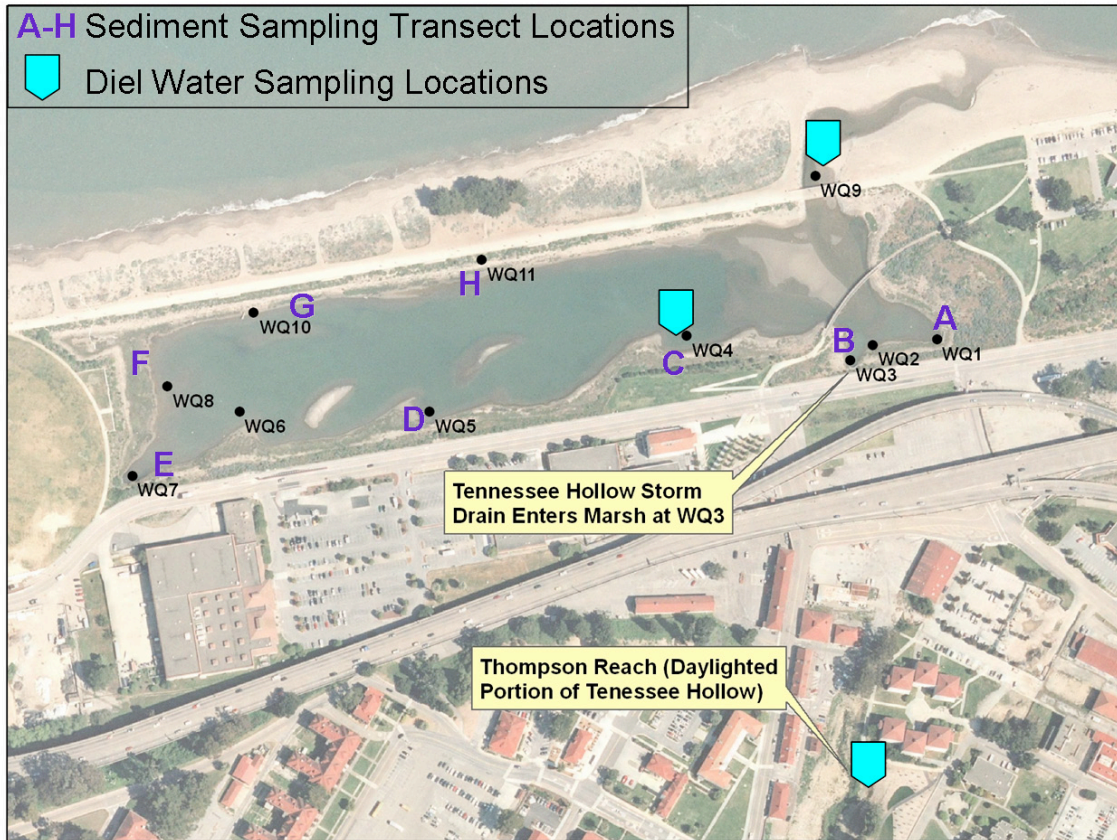 A-H Sediment Sampling Transect Locations
Diel Water Sampling Locations
WQ9
H
WQ11
G
WQ10
A
B
WQ4
C
WQ2
WQ1
WQ3
F
WQ8
WQ6
D
WQ5
E
WQ7
Tennessee Hollow Storm
Drain Enters Marsh at WQ3
Thompson Reach (Daylighted
Portion of Tenessee Hollow)